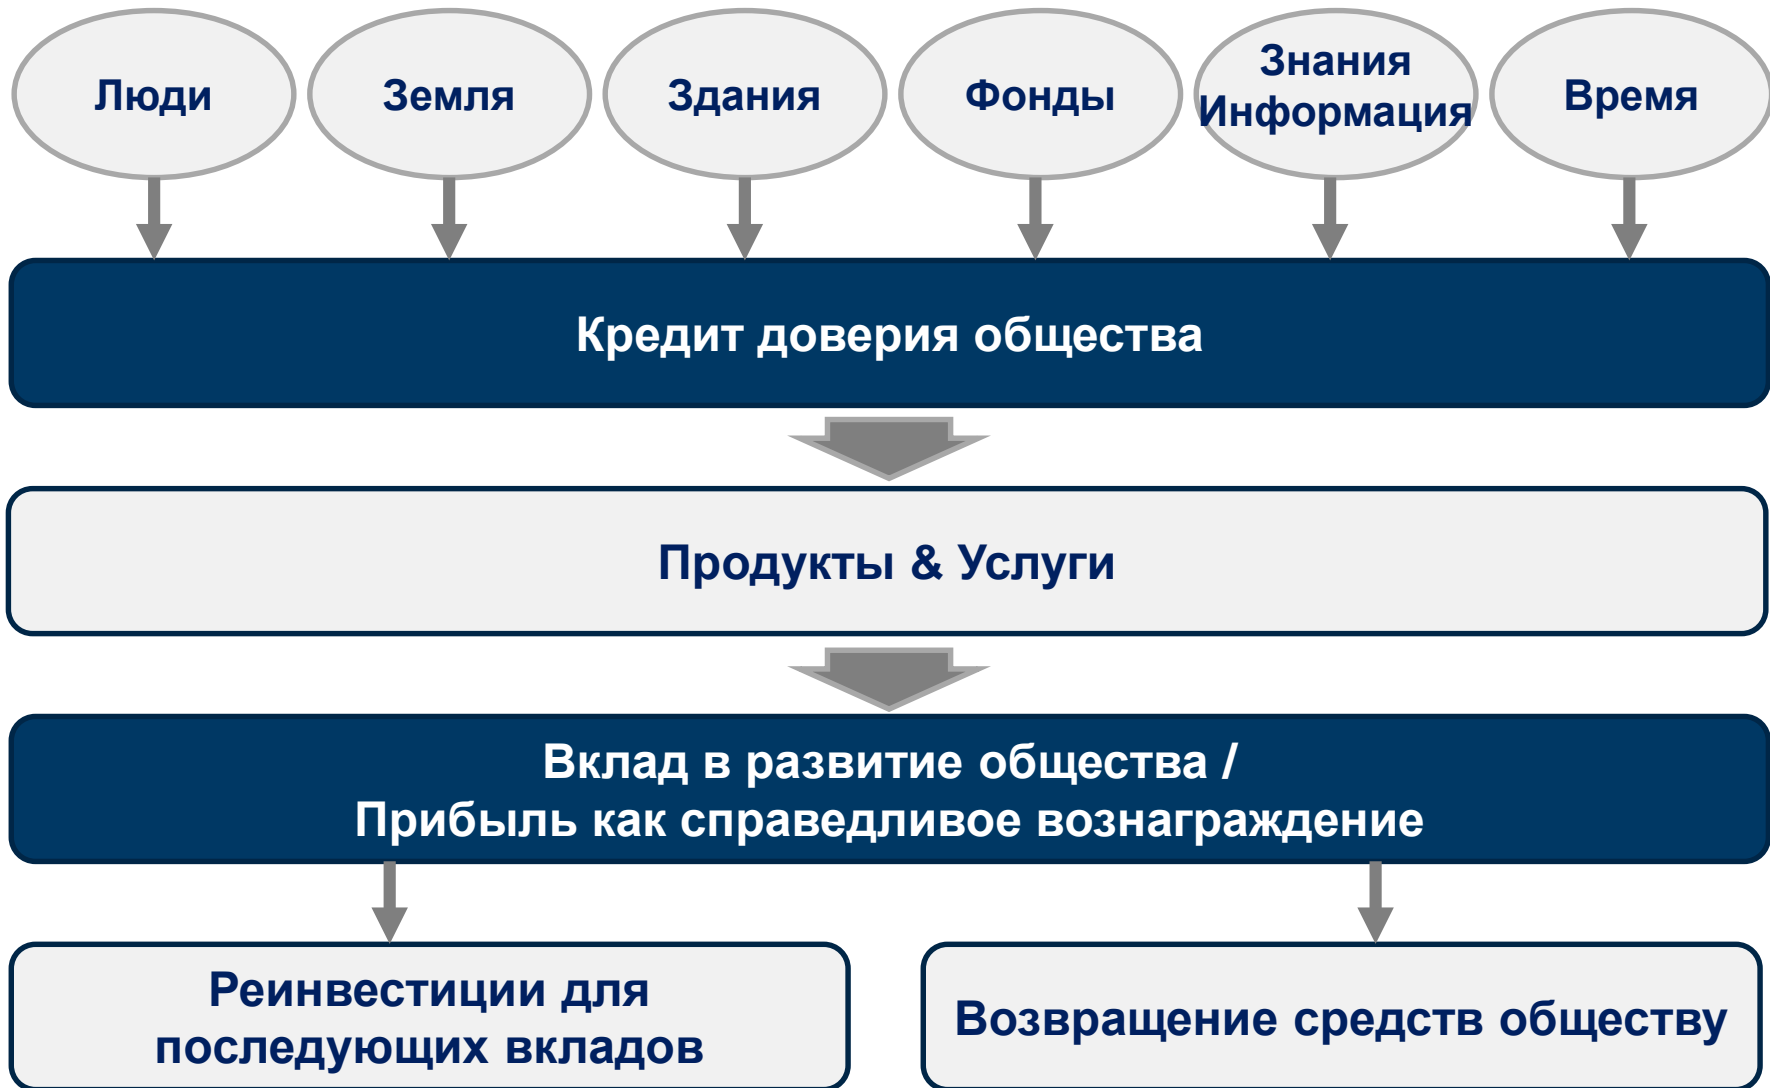 Люди
Земля
Здания
Фонды
Знания
Информация
Время
Кредит доверия общества
Продукты & Услуги
Вклад в развитие общества /
Прибыль как справедливое вознаграждение
Реинвестиции для
последующих вкладов
Возвращение средств обществу